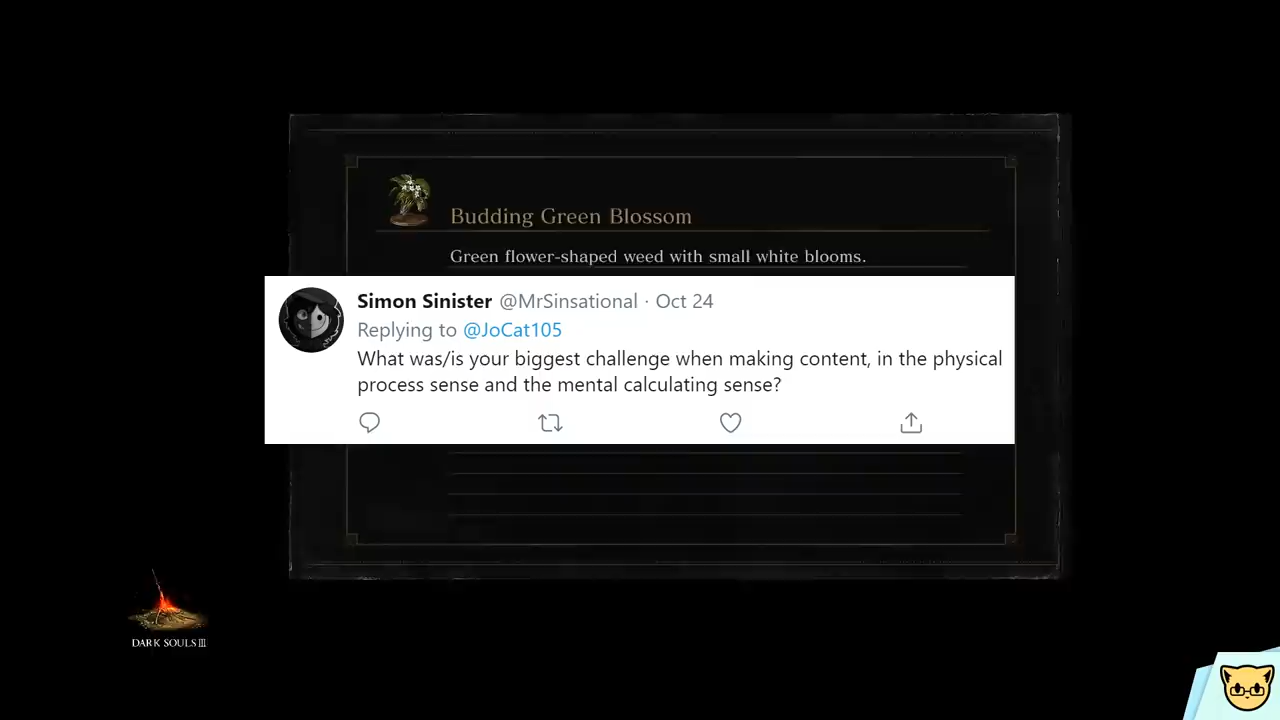 Budding Green Blossom
Green flower-shaped weed with small white blooms.
Simon Sinister @MrSinsational · Oct 24
Replying to @JoCat105
What was/is your biggest challenge when making content, in the physical
process sense and the mental calculating sense?
DARK SOULS III